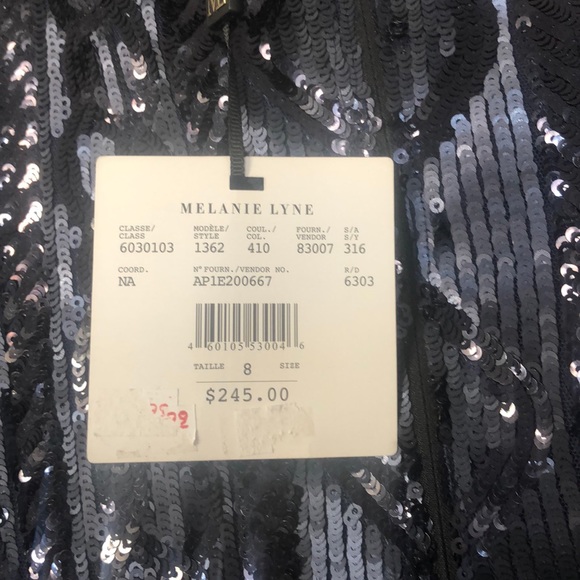 MELANIE LYNE
CLASSE/ MODÈLE/ COUL./ FOURN./ S/A
CLASS STYLE COL. VENDOR S/Y
6030103 1362 410 83007 316
COORD. N° FOURN./VENDOR NO. R/D
NA AP1E200667 6303
4 60105 53004 6
TAILLE 8 SIZE
$245.00